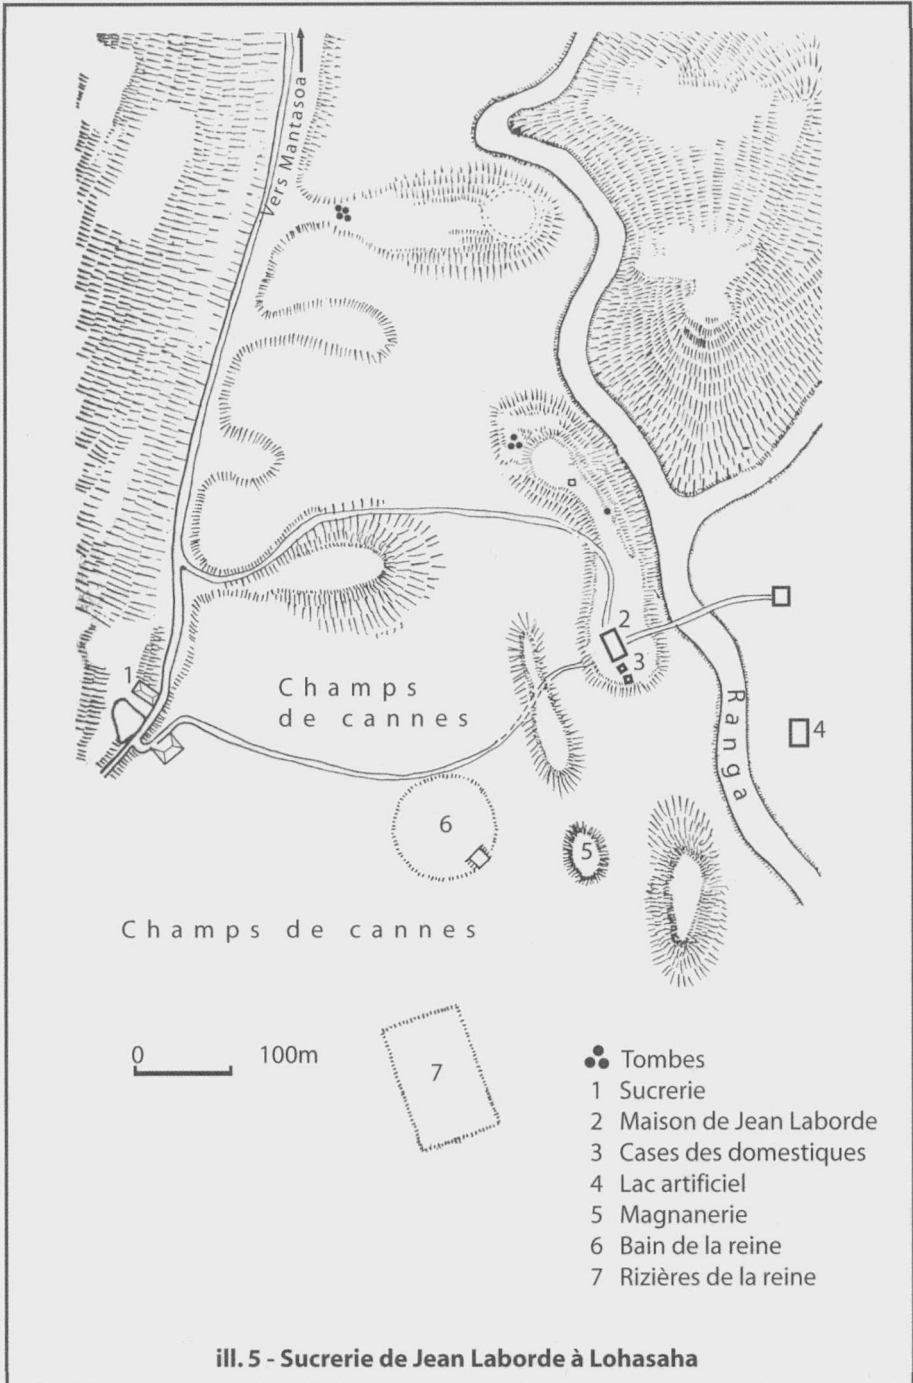 Vers Mantasoa
2
3
1
Champs
de cannes
Ranga
4
6
5
Champs de cannes
0 100m
7
Tombes
1 Sucrerie
2 Maison de Jean Laborde
3 Cases des domestiques
4 Lac artificiel
5 Magnanerie
6 Bain de la reine
7 Rizières de la reine
ill. 5 - Sucrerie de Jean Laborde à Lohasaha